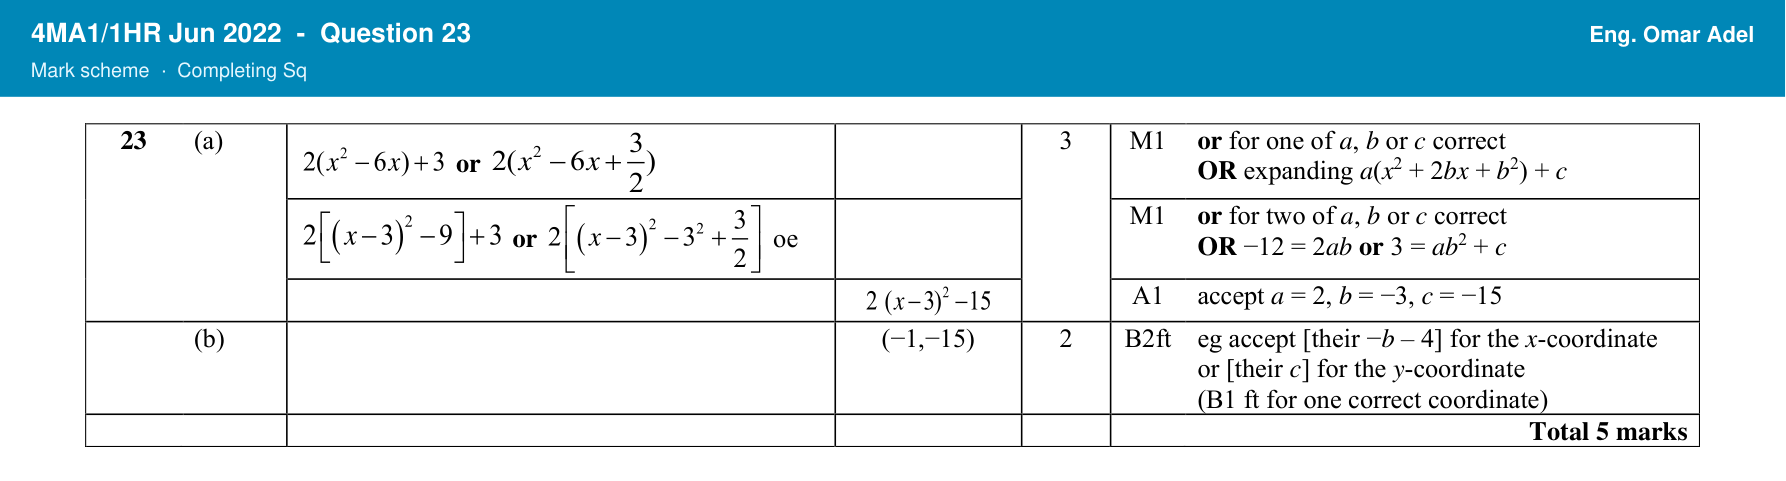 4MA1/1HR Jun 2022 - Question 23
Eng. Omar Adel
Mark scheme · Completing Sq
23 (a) 2(x² − 6x) + 3 or 2(x² − 6x + 3/2) 3 M1 or for one of a, b or c correct
OR expanding a(x² + 2bx + b²) + c
2[(x − 3)² − 9] + 3 or 2[(x − 3)² − 3² + 3/2] oe M1 or for two of a, b or c correct
OR −12 = 2ab or 3 = ab² + c
2 (x − 3)² − 15 A1 accept a = 2, b = −3, c = −15
(b) (−1,−15) 2 B2ft eg accept [their −b – 4] for the x-coordinate
or [their c] for the y-coordinate
(B1 ft for one correct coordinate)
Total 5 marks